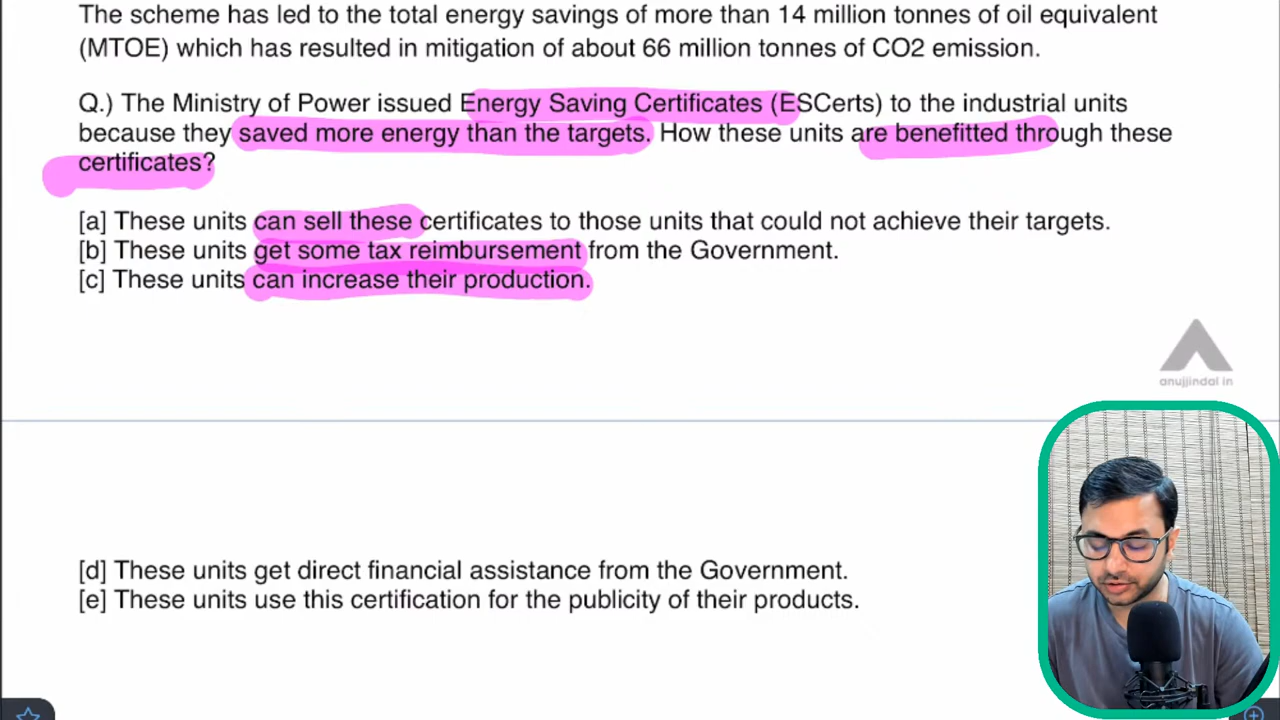 The scheme has led to the total energy savings of more than 14 million tonnes of oil equivalent
(MTOE) which has resulted in mitigation of about 66 million tonnes of CO2 emission.
Q.) The Ministry of Power issued Energy Saving Certificates (ESCerts) to the industrial units
because they saved more energy than the targets. How these units are benefitted through these
certificates?
[a] These units can sell these certificates to those units that could not achieve their targets.
[b] These units get some tax reimbursement from the Government.
[c] These units can increase their production.
anujjindal in
[d] These units get direct financial assistance from the Government.
[e] These units use this certification for the publicity of their products.